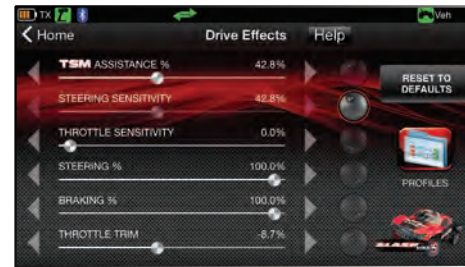 TX Veh
Home Drive Effects Help
TSM ASSISTANCE % 42.8%
RESET TO
DEFAULTS
STEERING SENSITIVITY 42.8%
THROTTLE SENSITIVITY 0.0%
STEERING % 100.0%
PROFILES
BRAKING % 100.0%
THROTTLE TRIM -8.7%
SLASH